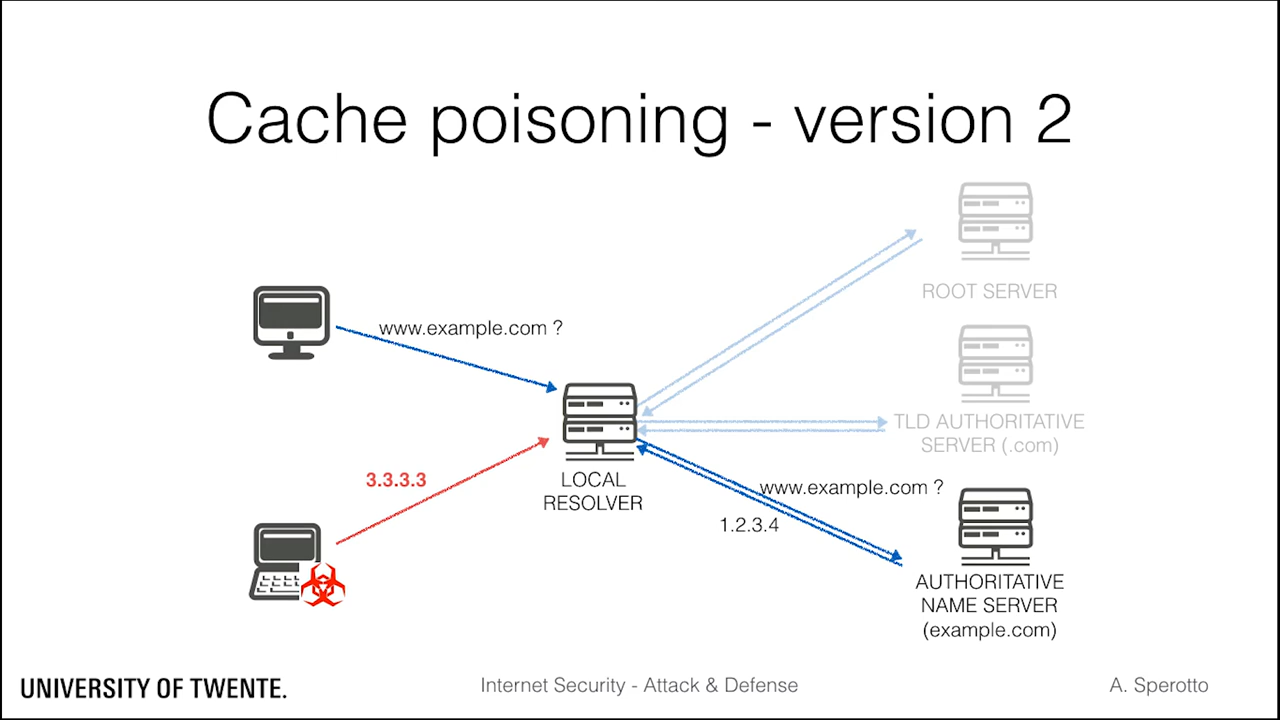 Cache poisoning - version 2
ROOT SERVER
www.example.com ?
TLD AUTHORITATIVE
SERVER (.com)
3.3.3.3
LOCAL
RESOLVER
www.example.com ?
1.2.3.4
AUTHORITATIVE
NAME SERVER
(example.com)
UNIVERSITY OF TWENTE.
Internet Security - Attack & Defense
A. Sperotto